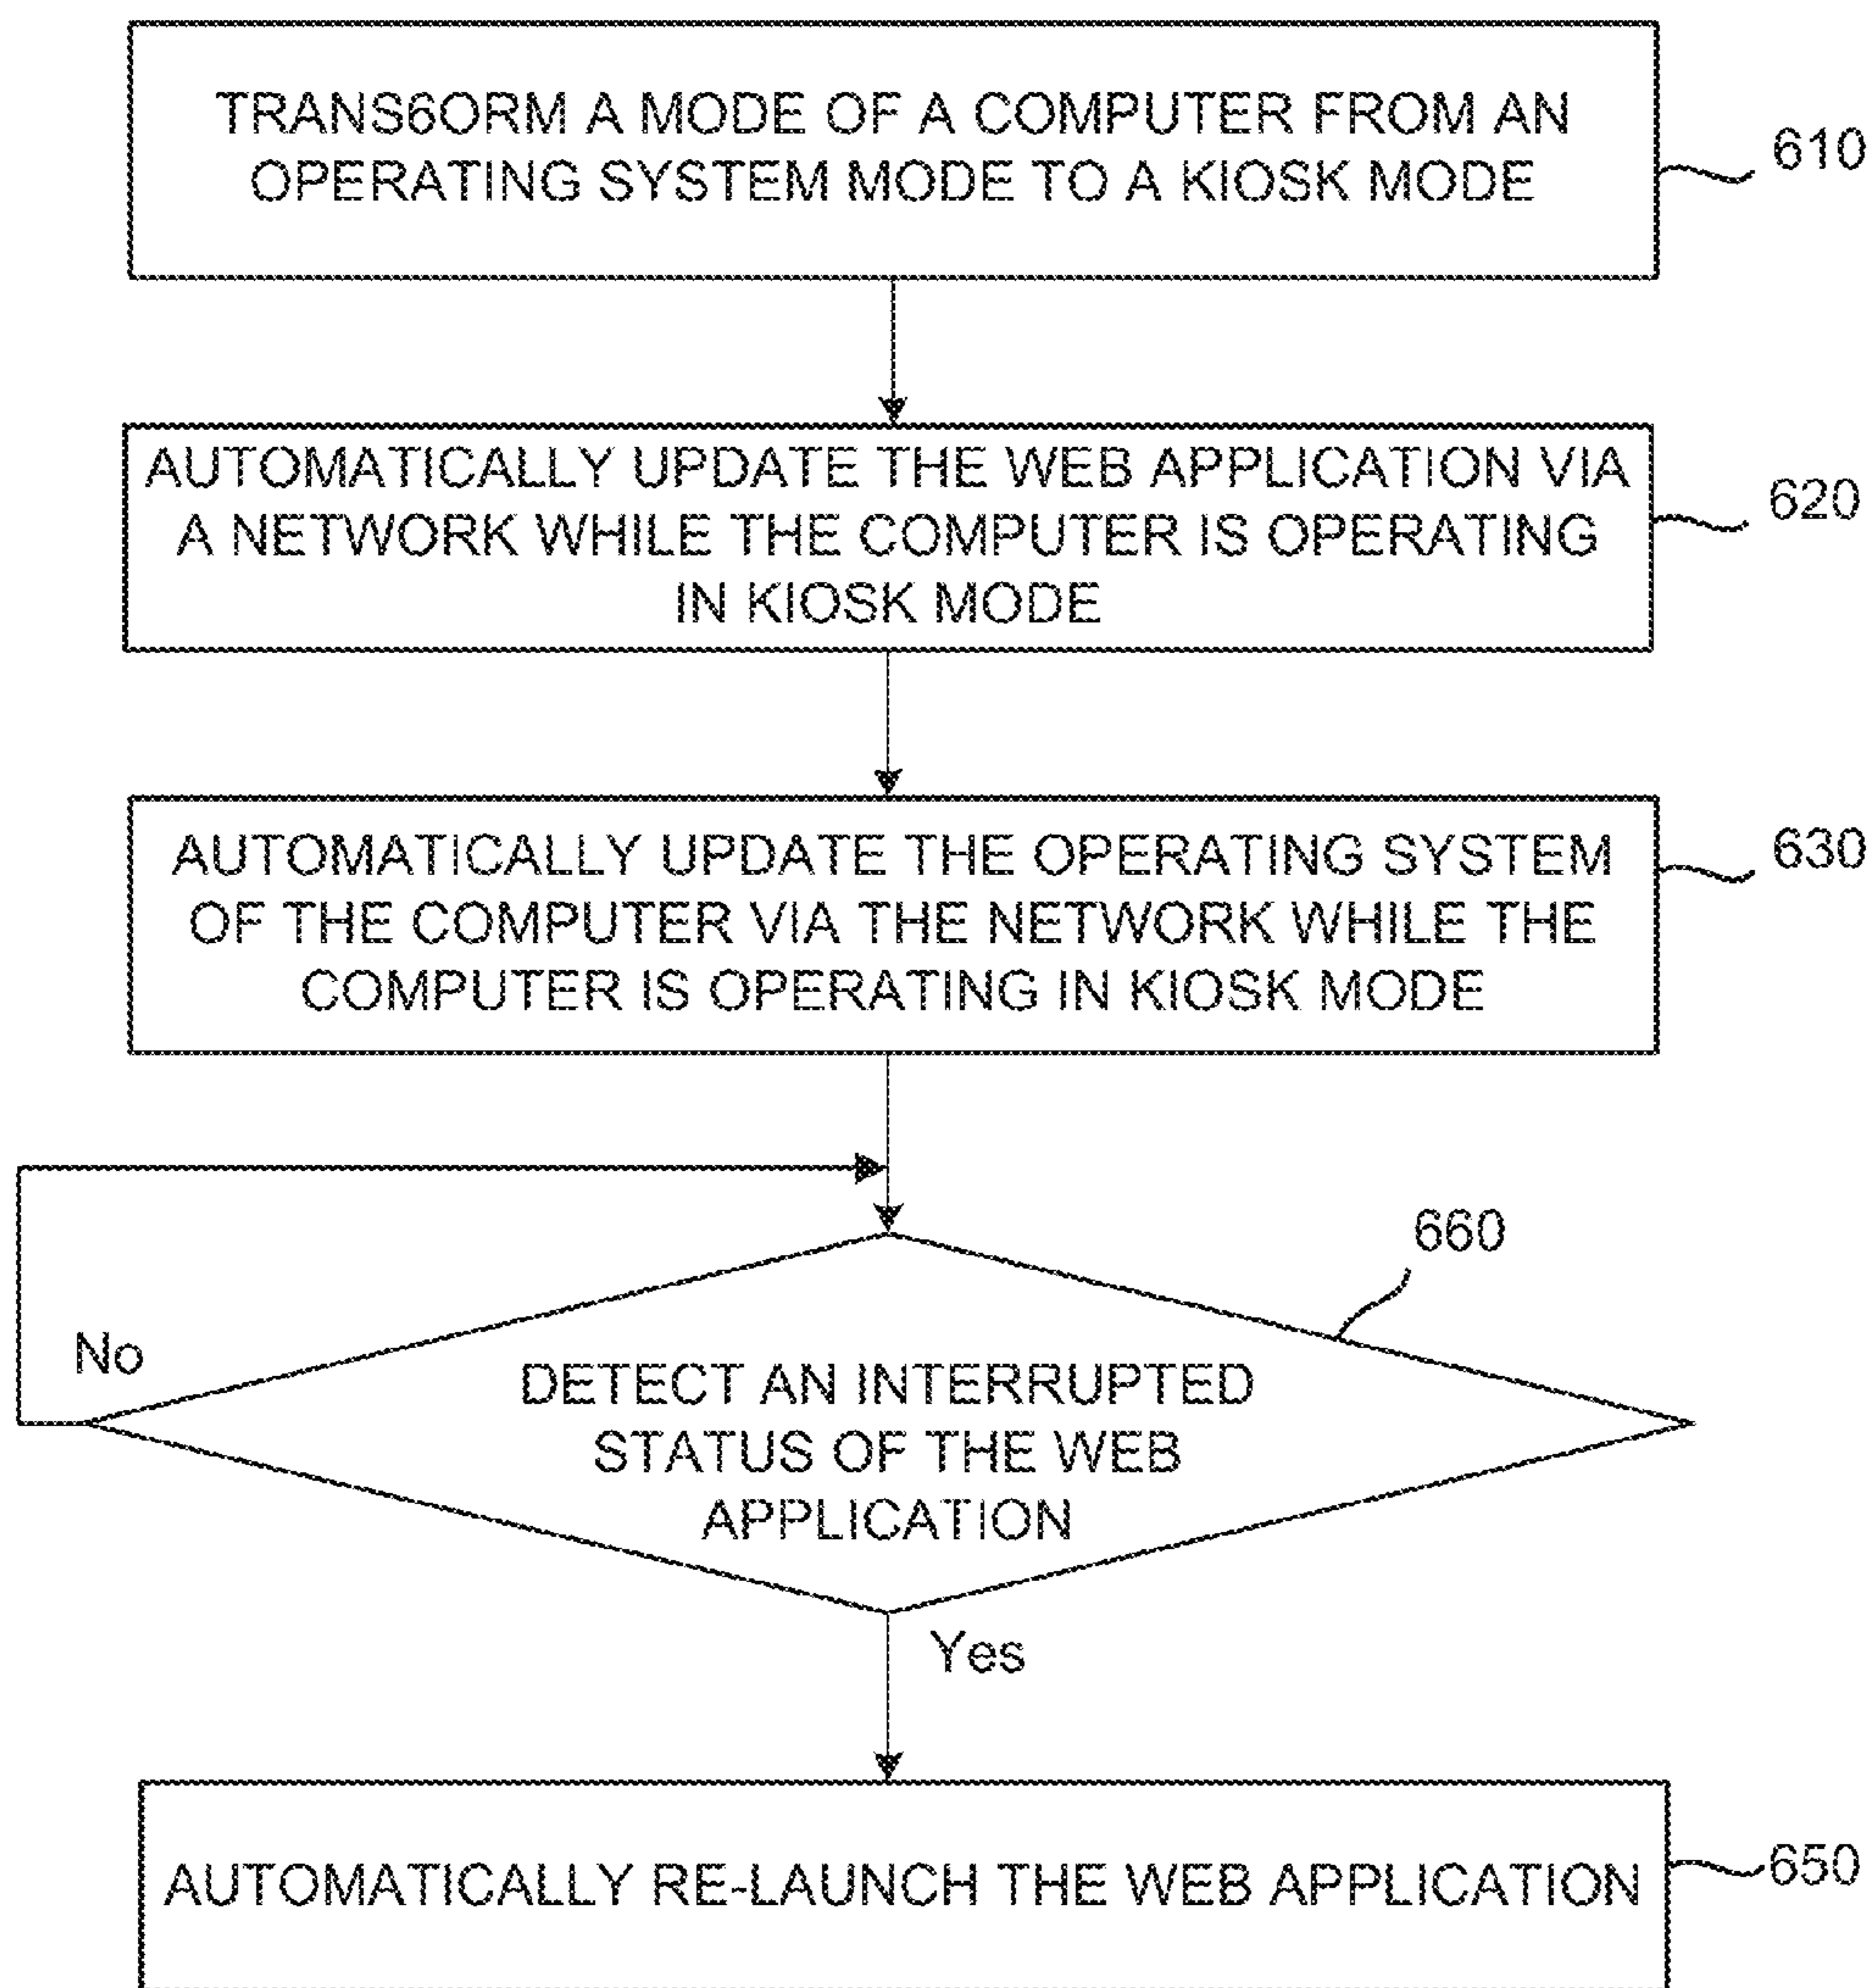 TRANS6ORM A MODE OF A COMPUTER FROM AN
OPERATING SYSTEM MODE TO A KIOSK MODE
610
AUTOMATICALLY UPDATE THE WEB APPLICATION VIA
A NETWORK WHILE THE COMPUTER IS OPERATING
IN KIOSK MODE
620
AUTOMATICALLY UPDATE THE OPERATING SYSTEM
OF THE COMPUTER VIA THE NETWORK WHILE THE
COMPUTER IS OPERATING IN KIOSK MODE
630
660
No
DETECT AN INTERRUPTED
STATUS OF THE WEB
APPLICATION
Yes
AUTOMATICALLY RE-LAUNCH THE WEB APPLICATION
650